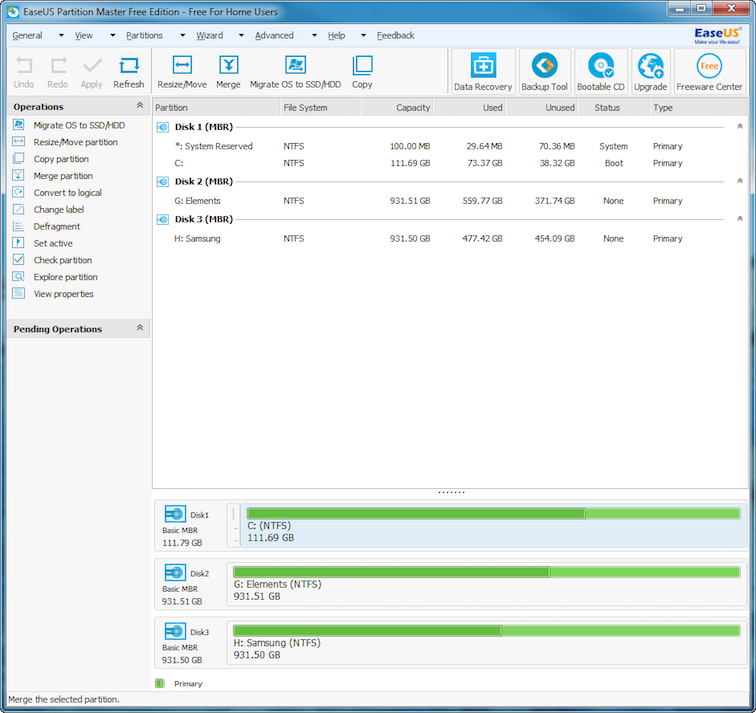 EaseUS Partition Master Free Edition - Free For Home Users
General View Partitions Wizard Advanced Help Feedback
EaseUS®
Make your life easy!
Undo Redo Apply Refresh Resize/Move Merge Migrate OS to SSD/HDD Copy Data Recovery Backup Tool Bootable CD Upgrade Free Freeware Center
Operations
Migrate OS to SSD/HDD
Resize/Move partition
Copy partition
Merge partition
Convert to logical
Change label
Defragment
Set active
Check partition
Explore partition
View properties
Pending Operations
Partition File System Capacity Used Unused Status Type
Disk 1 (MBR)
*: System Reserved NTFS 100.00 MB 29.64 MB 70.36 MB System Primary
C: NTFS 111.69 GB 73.37 GB 38.32 GB Boot Primary
Disk 2 (MBR)
G: Elements NTFS 931.51 GB 559.77 GB 371.74 GB None Primary
Disk 3 (MBR)
H: Samsung NTFS 931.50 GB 477.42 GB 454.09 GB None Primary
Disk1
Basic MBR
111.79 GB
C: (NTFS)
111.69 GB
Disk2
Basic MBR
931.51 GB
G: Elements (NTFS)
931.51 GB
Disk3
Basic MBR
931.50 GB
H: Samsung (NTFS)
931.50 GB
Primary
Merge the selected partition.